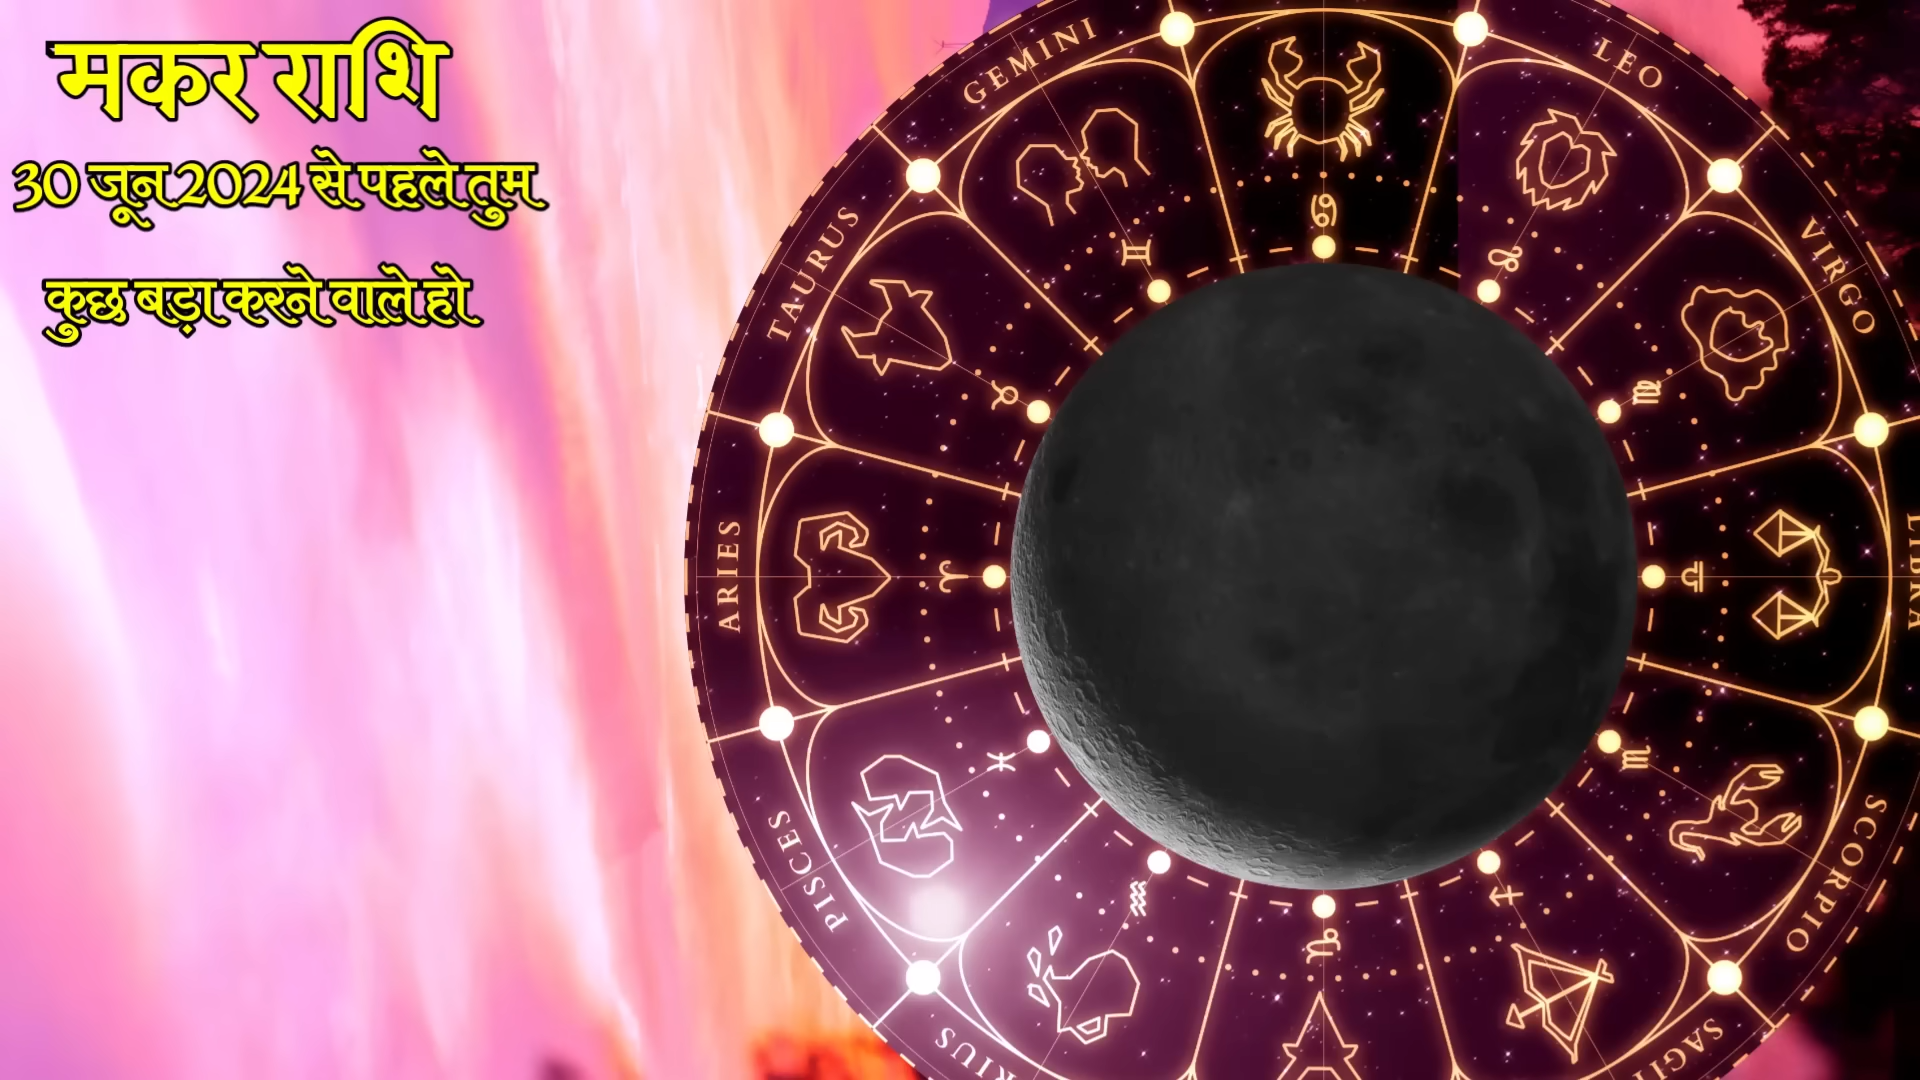 मकर राशि
30 जून 2024 से पहले तुम
कुछ बड़ा करने वाले हो
GEMINI
LEO
TAURUS
VIRGO
ARIES
LIBRA
PISCES
SCORPIO